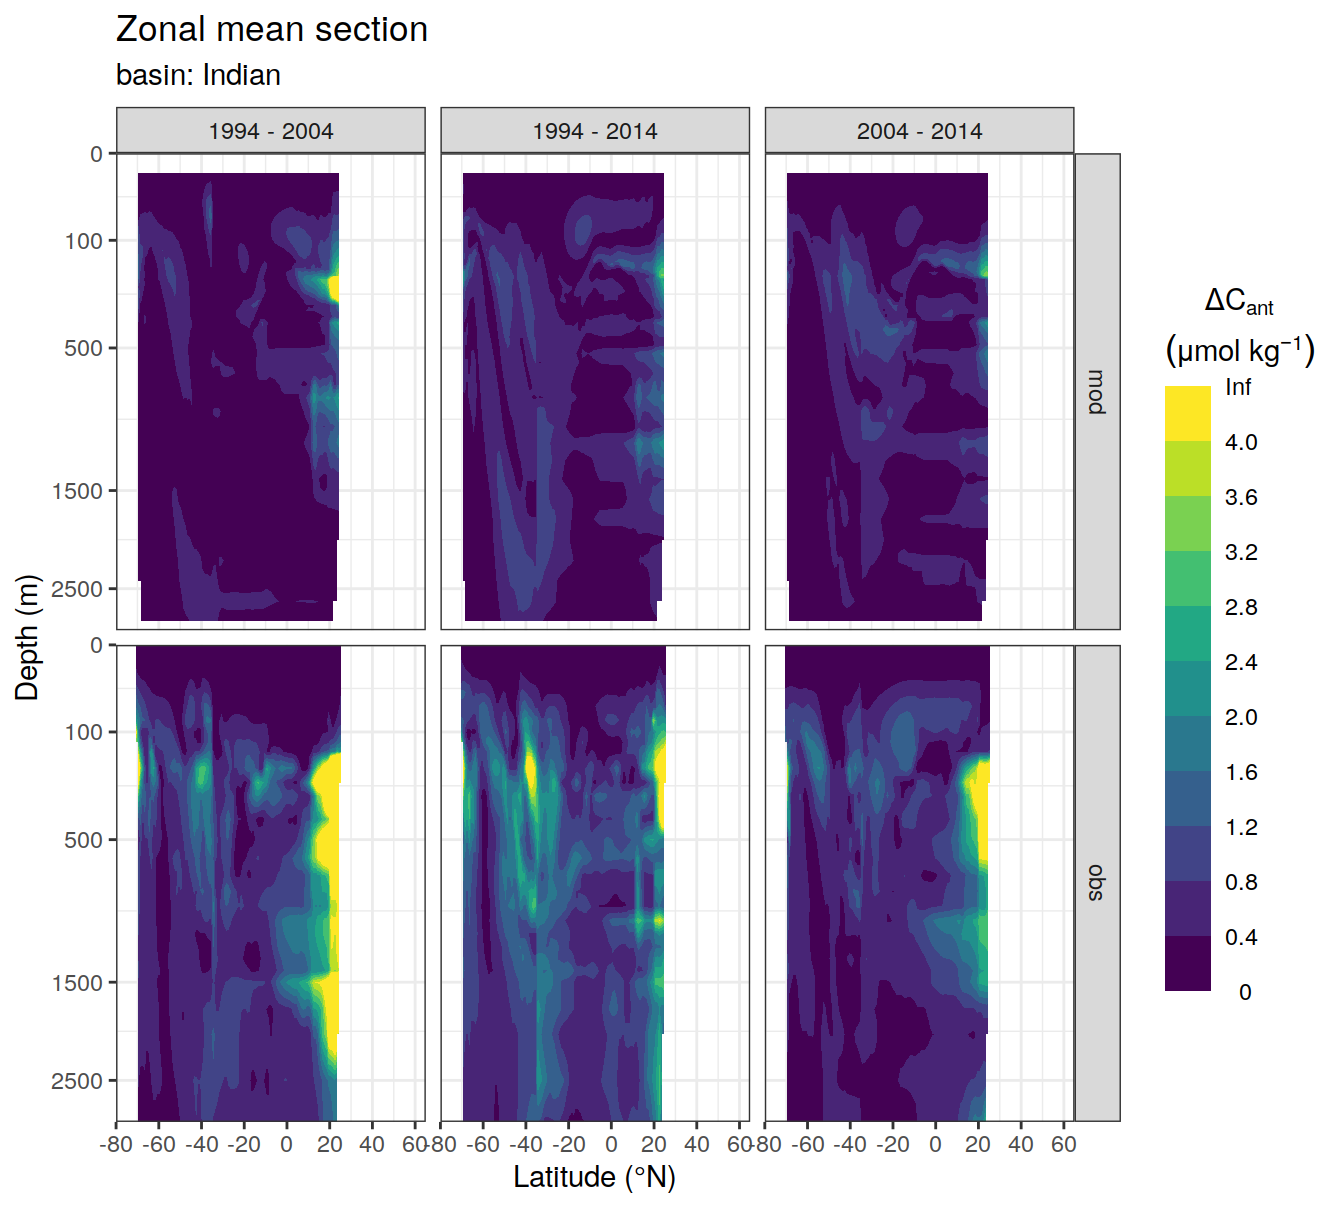 Zonal mean section
basin: Indian
1994 - 2004
1994 - 2014
2004 - 2014
0
100
500
1500
2500
mod
0
100
500
1500
2500
obs
Depth (m)
-80 -60 -40 -20 0 20 40 60
-80 -60 -40 -20 0 20 40 60
-80 -60 -40 -20 0 20 40 60
Latitude (°N)
ΔCant
(μmol kg⁻¹)
Inf
4.0
3.6
3.2
2.8
2.4
2.0
1.6
1.2
0.8
0.4
0